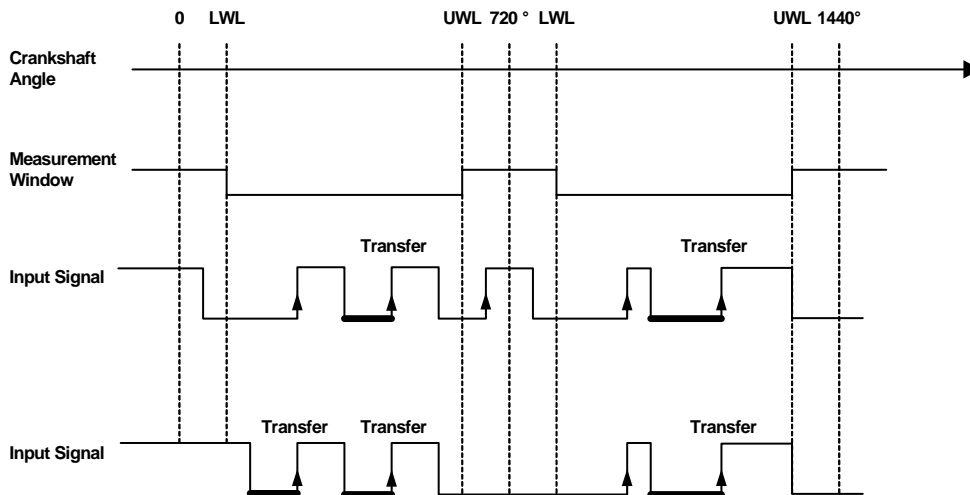 0 LWL UWL 720 ° LWL UWL 1440°
Crankshaft
Angle
Measurement
Window
Transfer Transfer
Input Signal
Transfer Transfer Transfer
Input Signal